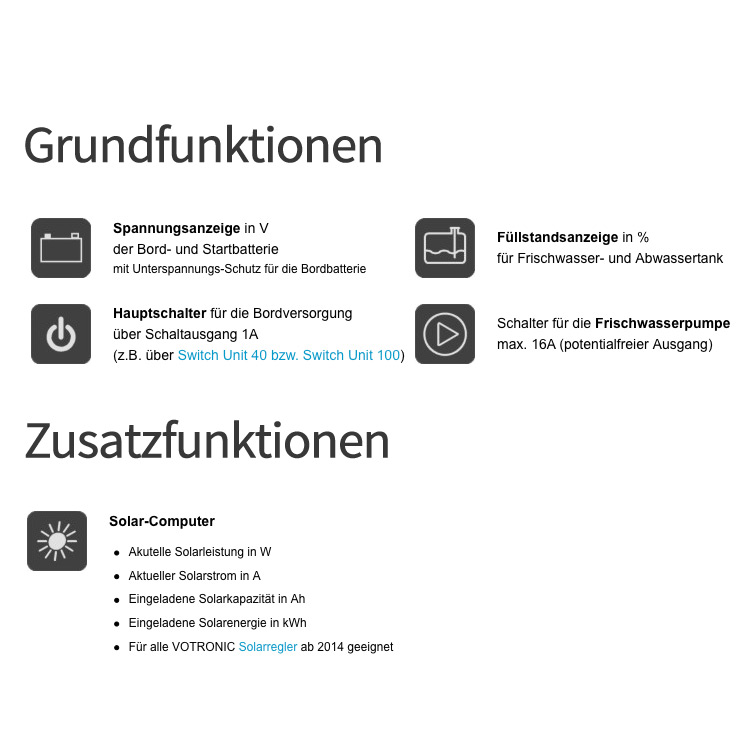 Grundfunktionen
Spannungsanzeige in V
der Bord- und Startbatterie
mit Unterspannungs-Schutz für die Bordbatterie
Füllstandsanzeige in %
für Frischwasser- und Abwassertank
Hauptschalter für die Bordversorgung
über Schaltausgang 1A
(z.B. über Switch Unit 40 bzw. Switch Unit 100)
Schalter für die Frischwasserpumpe
max. 16A (potentialfreier Ausgang)
Zusatzfunktionen
Solar-Computer
• Akutelle Solarleistung in W
• Aktueller Solarstrom in A
• Eingeladene Solarkapazität in Ah
• Eingeladene Solarenergie in kWh
• Für alle VOTRONIC Solarregler ab 2014 geeignet